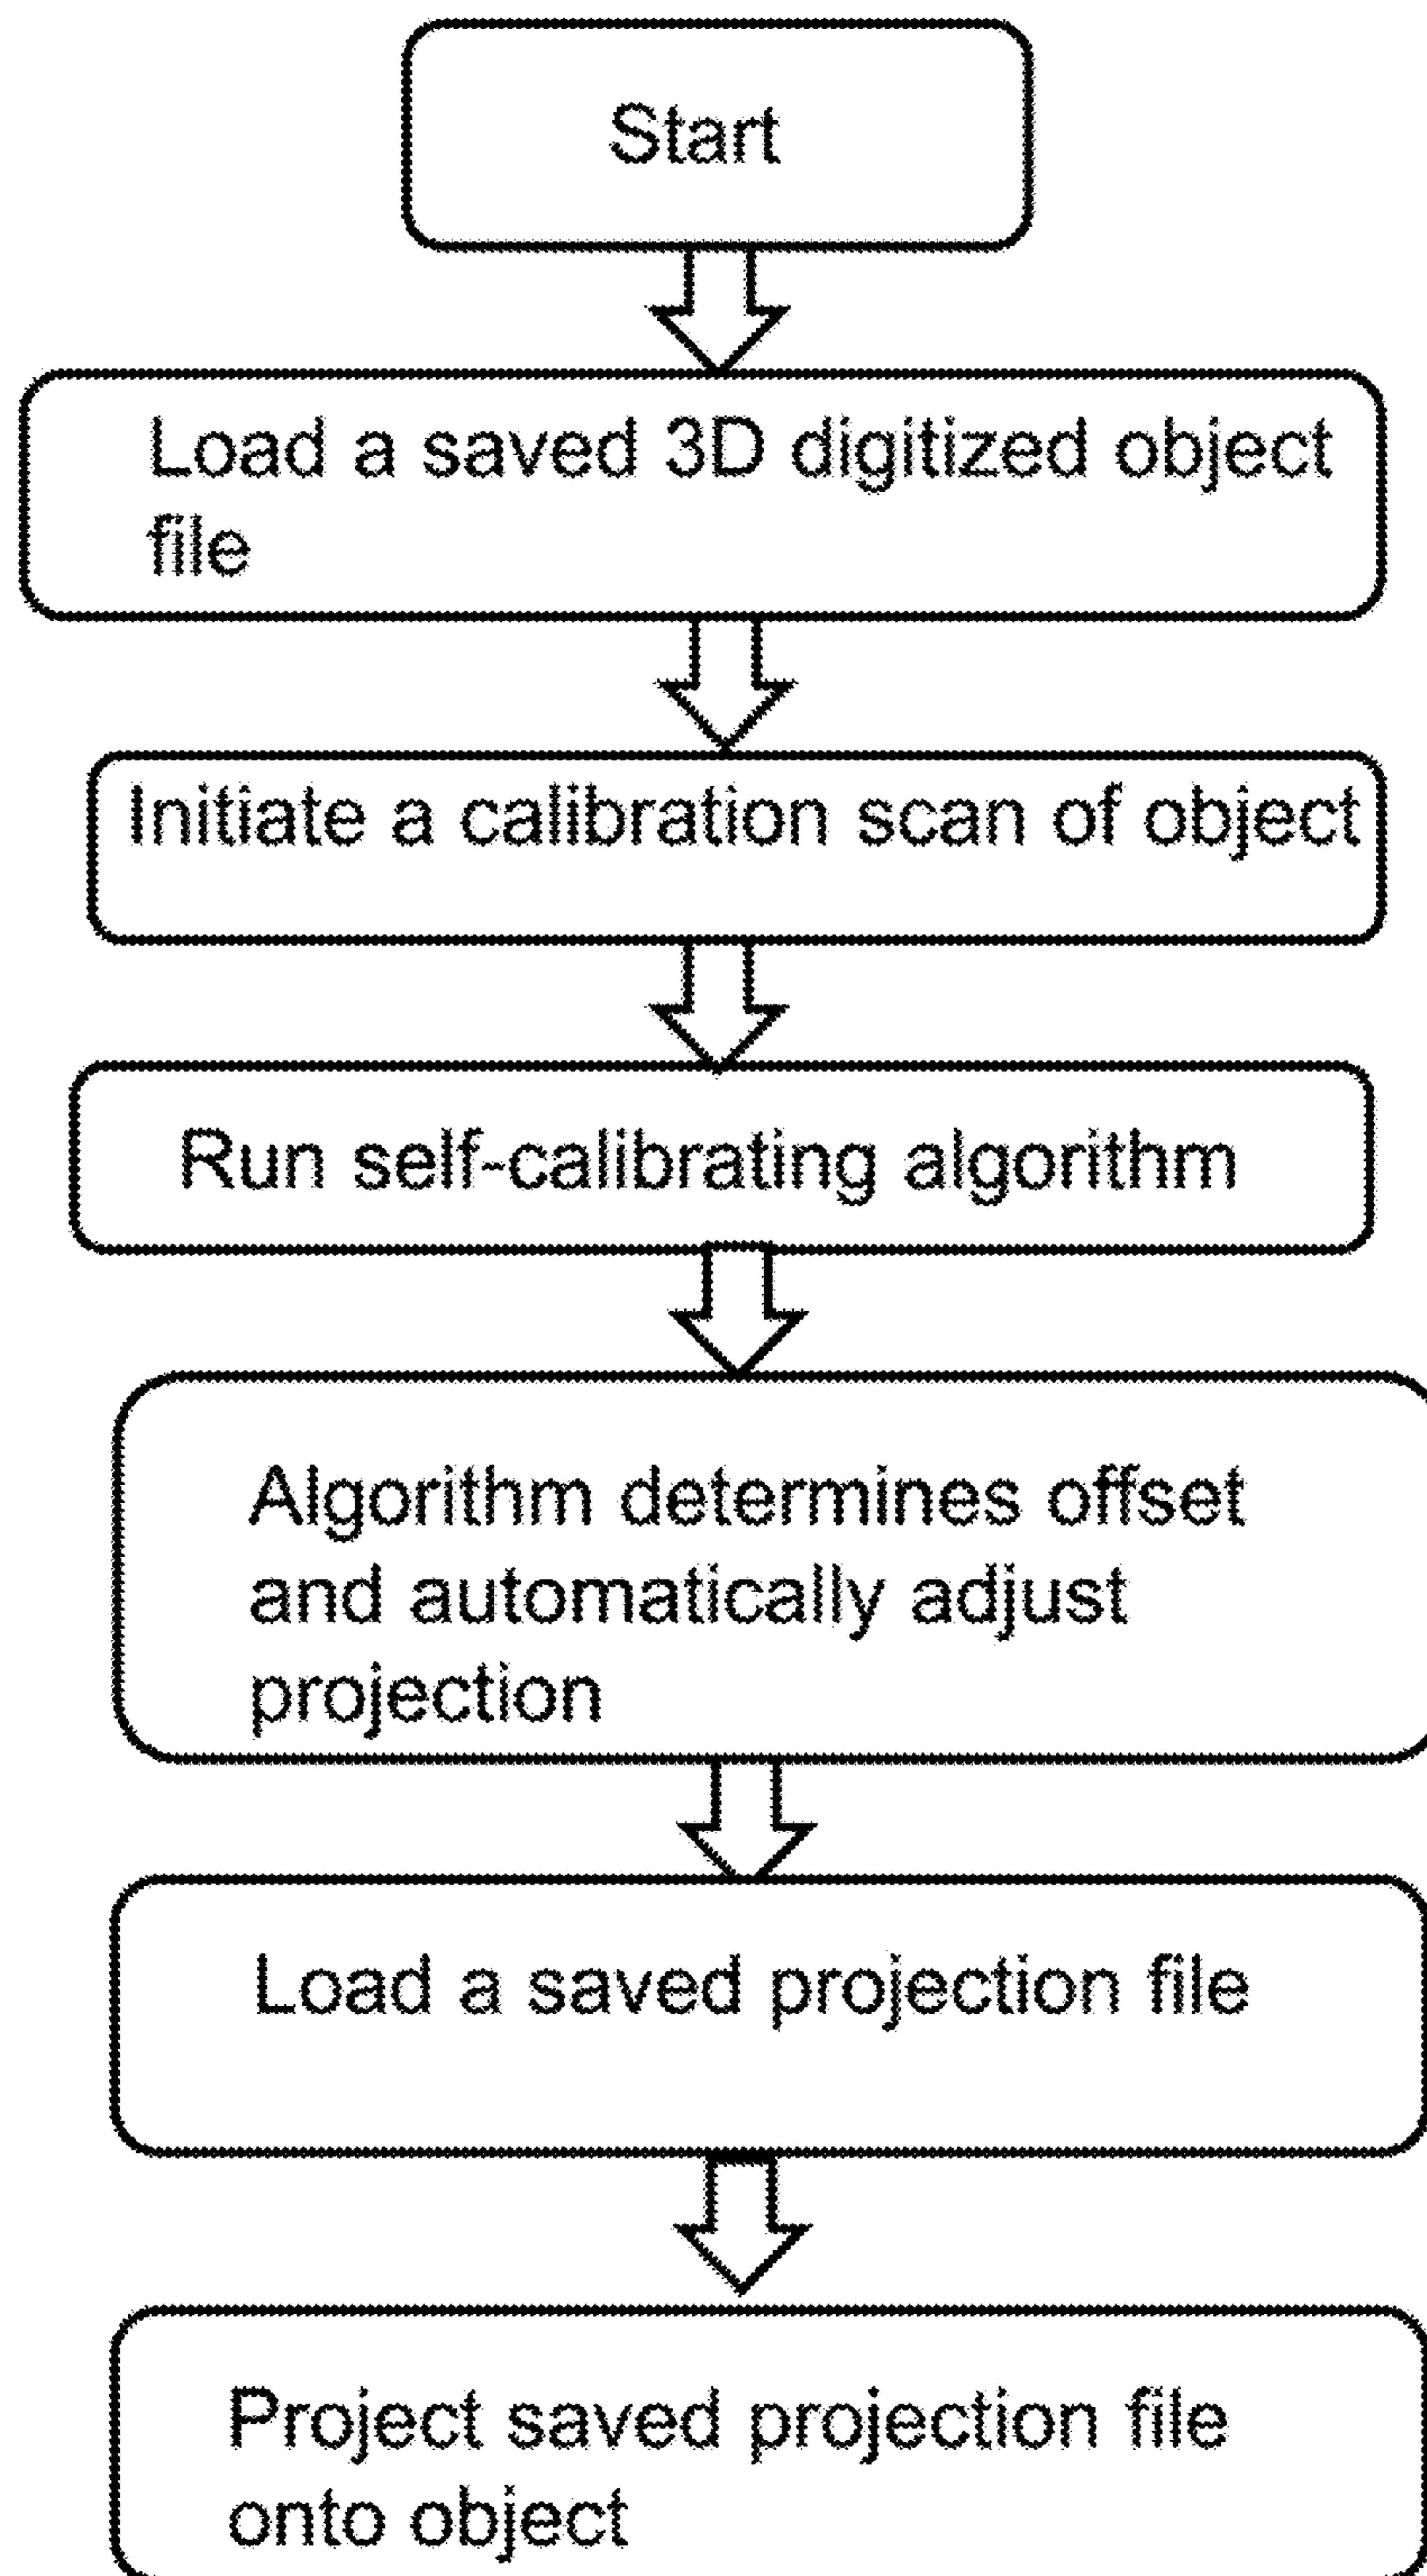 Start
Load a saved 3D digitized object
file
Initiate a calibration scan of object
Run self-calibrating algorithm
Algorithm determines offset
and automatically adjust
projection
Load a saved projection file
Project saved projection file
onto object